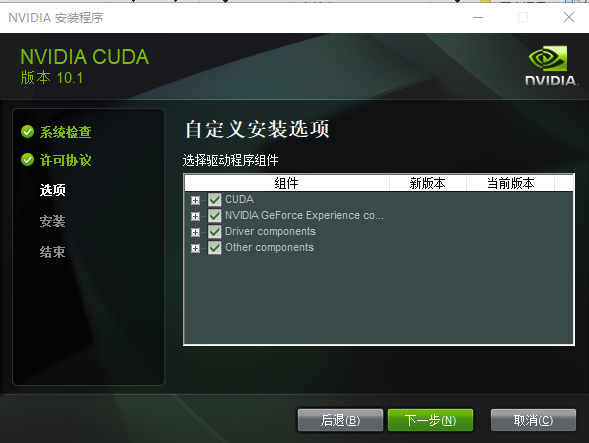 NVIDIA 安装程序
NVIDIA CUDA
版本 10.1
NVIDIA.
系统检查
许可协议
选项
安装
结束
自定义安装选项
选择驱动程序组件
组件 新版本 当前版本
CUDA
NVIDIA GeForce Experience co...
Driver components
Other components
后退(B) 下一步(N) 取消(C)